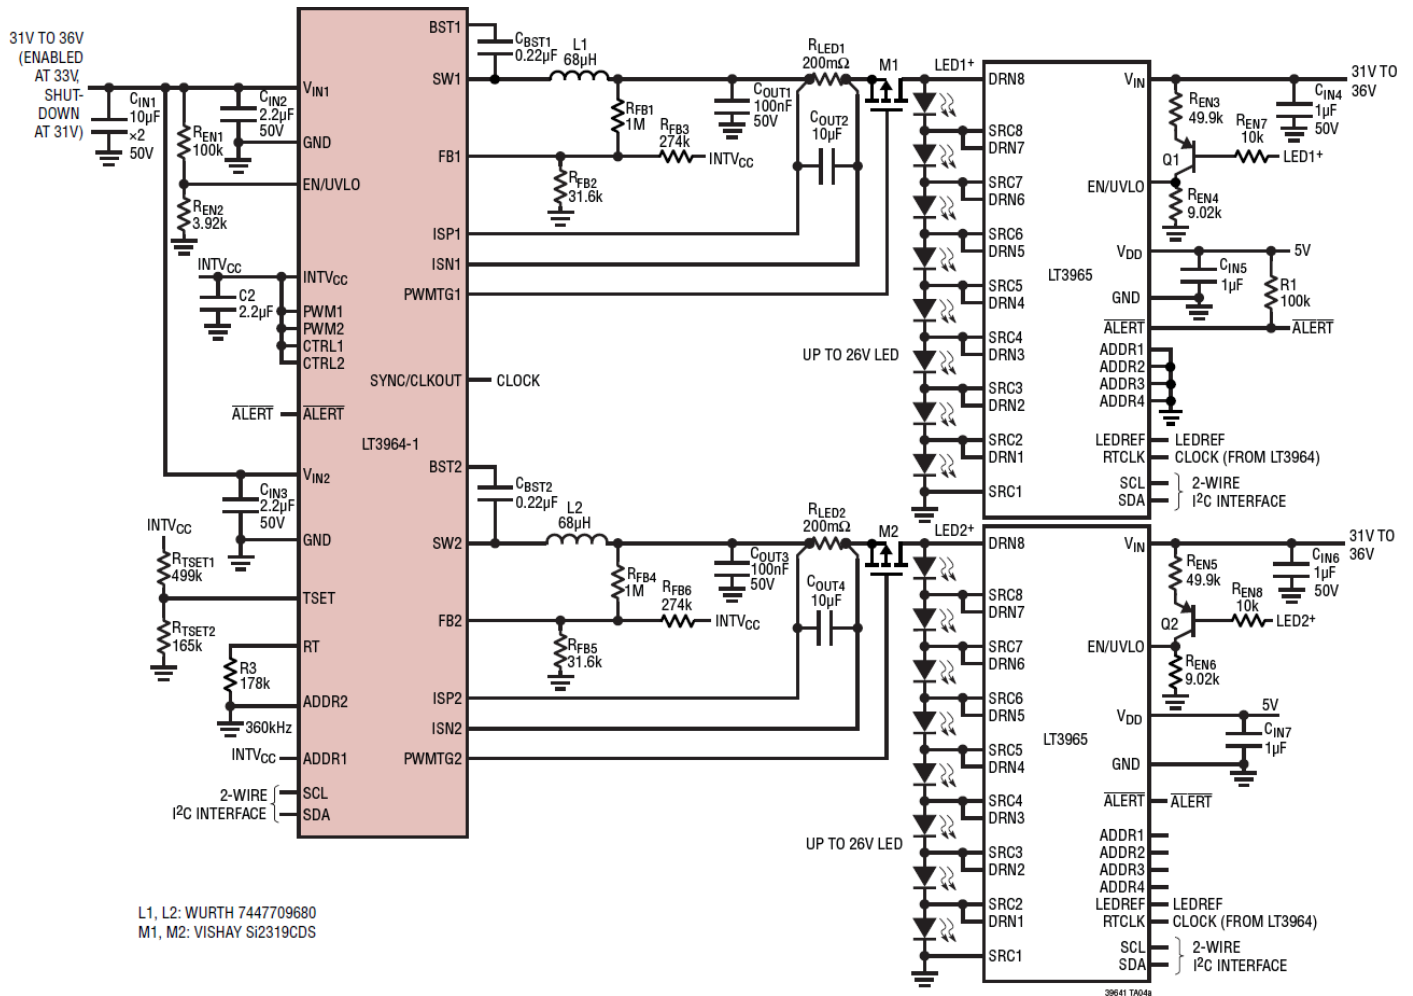 31V TO 36V
(ENABLED
AT 33V,
SHUT-
DOWN
AT 31V)
CIN1
10µF
×2
50V
REN1
100k
REN2
3.92k
CIN2
2.2µF
50V
INTVCC
C2
2.2µF
ALERT
CIN3
2.2µF
50V
INTVCC
RTSET1
499k
RTSET2
165k
R3
178k
360kHz
INTVCC
2-WIRE
I2C INTERFACE
VIN1
GND
EN/UVLO
INTVCC
PWM1
PWM2
CTRL1
CTRL2
ALERT
LT3964-1
VIN2
GND
TSET
RT
ADDR2
ADDR1
SCL
SDA
BST1
SW1
FB1
ISP1
ISN1
PWMTG1
SYNC/CLKOUT
CLOCK
BST2
SW2
FB2
ISP2
ISN2
PWMTG2
CBST1
0.22µF
L1
68µH
RFB1
1M
RFB3
274k
INTVCC
RFB2
31.6k
COUT1
100nF
50V
RLED1
200mΩ
COUT2
10µF
M1
LED1+
UP TO 26V LED
CBST2
0.22µF
L2
68µH
RFB4
1M
RFB6
274k
INTVCC
RFB5
31.6k
COUT3
100nF
50V
RLED2
200mΩ
COUT4
10µF
M2
LED2+
UP TO 26V LED
DRN8
SRC8
DRN7
SRC7
DRN6
SRC6
DRN5
SRC5
DRN4
SRC4
DRN3
SRC3
DRN2
SRC2
DRN1
SRC1
LT3965
VIN
EN/UVLO
VDD
GND
ALERT
ADDR1
ADDR2
ADDR3
ADDR4
LEDREF
RTCLK
SCL
SDA
31V TO
36V
REN3
49.9k
REN7
10k
LED1+
CIN4
1µF
50V
Q1
REN4
9.02k
5V
CIN5
1µF
R1
100k
ALERT
LEDREF
CLOCK (FROM LT3964)
2-WIRE
I2C INTERFACE
DRN8
SRC8
DRN7
SRC7
DRN6
SRC6
DRN5
SRC5
DRN4
SRC4
DRN3
SRC3
DRN2
SRC2
DRN1
SRC1
LT3965
VIN
EN/UVLO
VDD
GND
ALERT
ADDR1
ADDR2
ADDR3
ADDR4
LEDREF
RTCLK
SCL
SDA
31V TO
36V
REN5
49.9k
REN8
10k
LED2+
CIN6
1µF
50V
Q2
REN6
9.02k
5V
CIN7
1µF
ALERT
LEDREF
CLOCK (FROM LT3964)
2-WIRE
I2C INTERFACE
L1, L2: WURTH 7447709680
M1, M2: VISHAY Si2319CDS
39641 TA04a